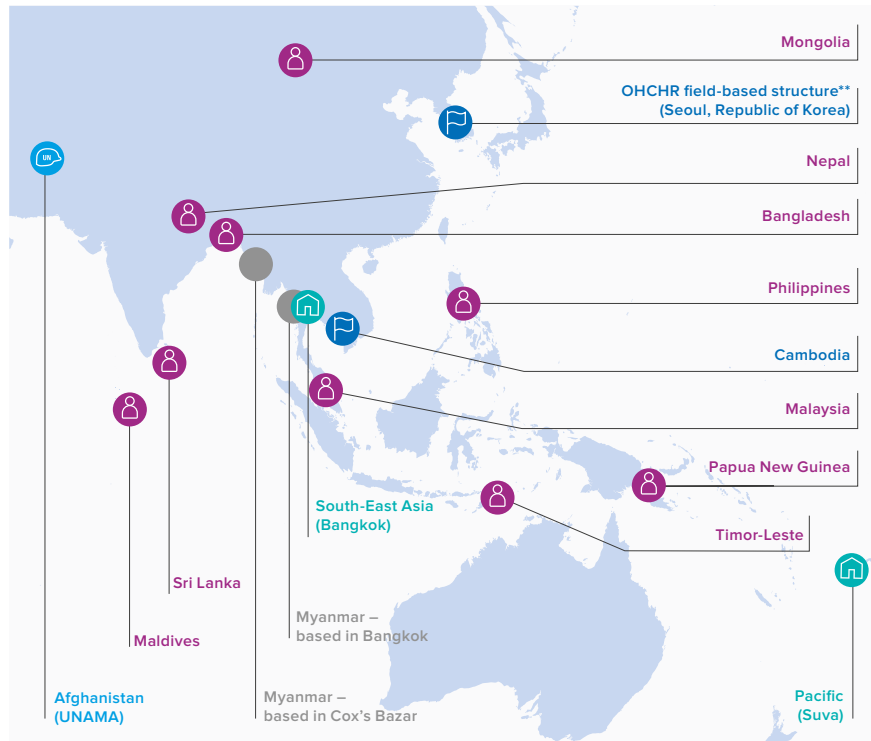 Mongolia
OHCHR field-based structure**
(Seoul, Republic of Korea)
UN
Nepal
Bangladesh
Philippines
Cambodia
Malaysia
Papua New Guinea
South-East Asia
(Bangkok)
Timor-Leste
Sri Lanka
Myanmar –
based in Bangkok
Maldives
Afghanistan
(UNAMA)
Myanmar –
based in Cox's Bazar
Pacific
(Suva)